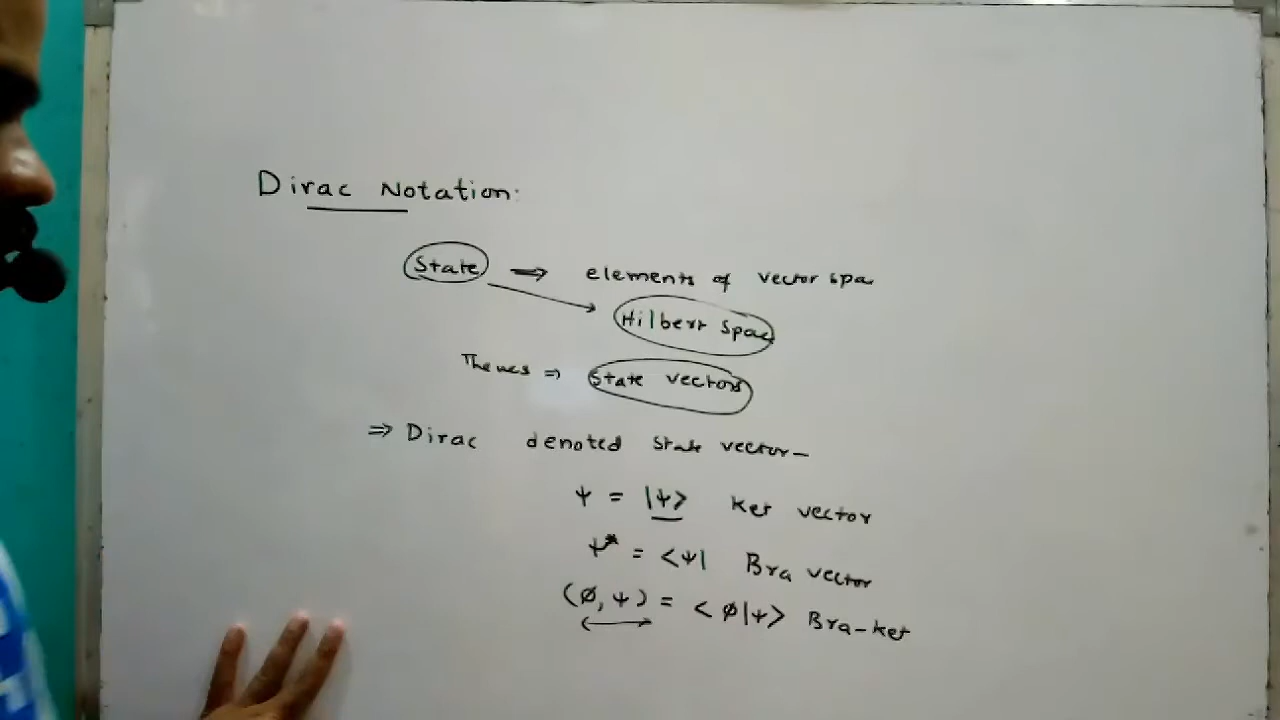 Dirac Notation:
State ⇒ elements of vector spa
Hilbert Spac
⇒ State vectors
⇒ Dirac denoted State vector–
ψ = |ψ> Ket vector
ψ* = <ψ| Bra vector
(ø, ψ) = <ø|ψ> Bra-Ket